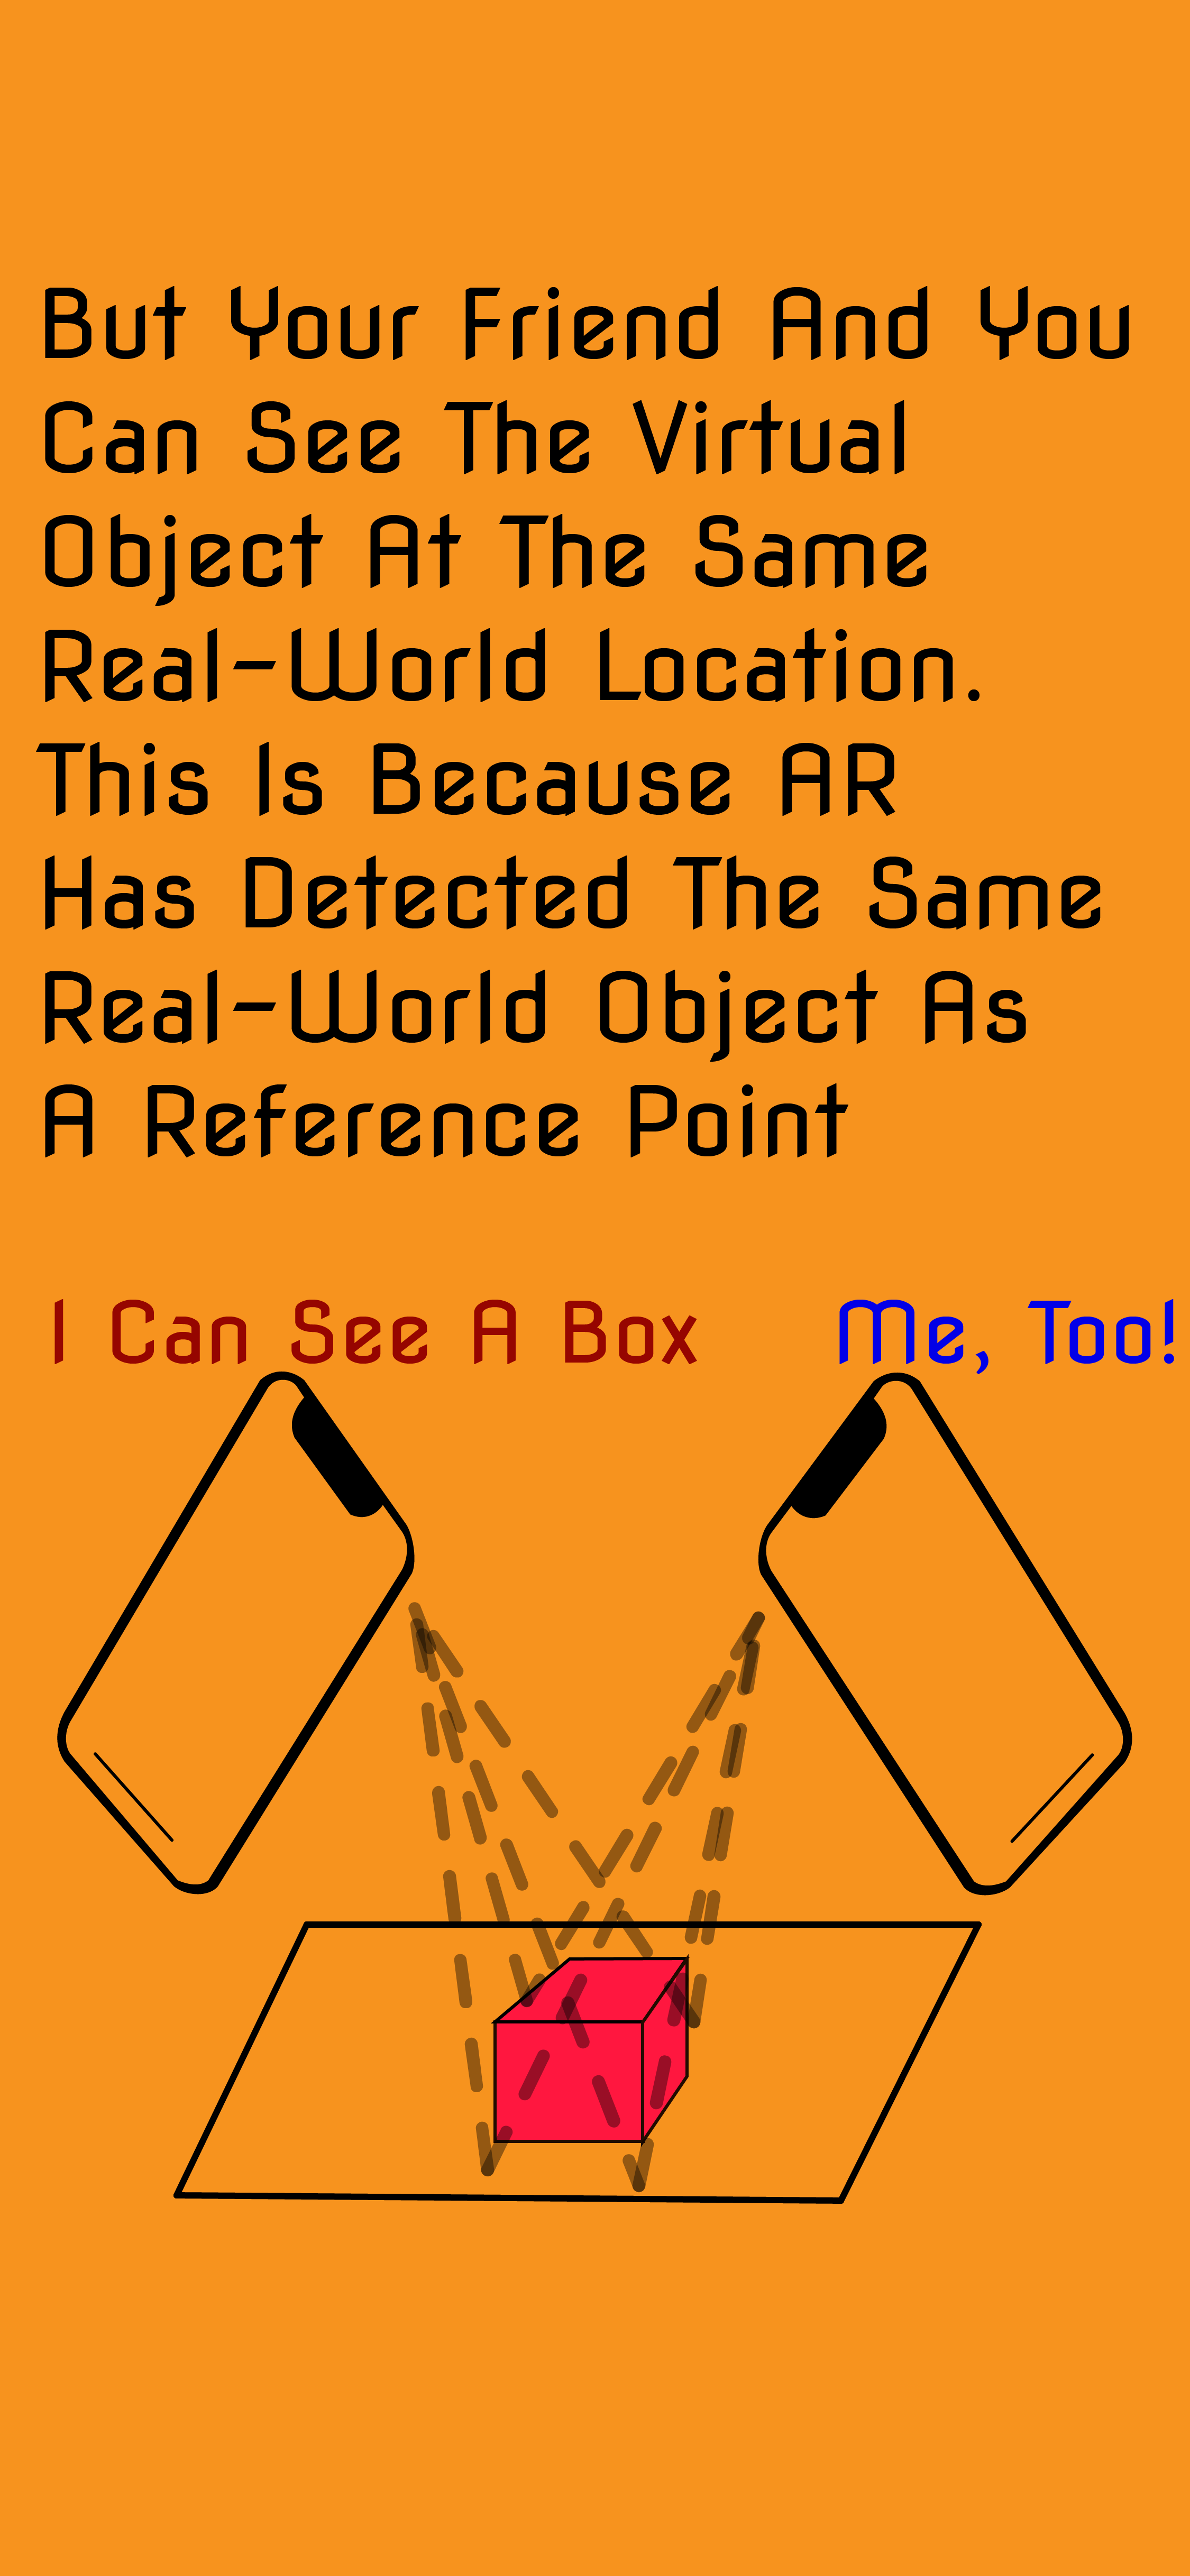 But Your Friend And You
Can See The Virtual
Object At The Same
Real-World Location.
This Is Because AR
Has Detected The Same
Real-World Object As
A Reference Point
I Can See A Box
Me, Too!